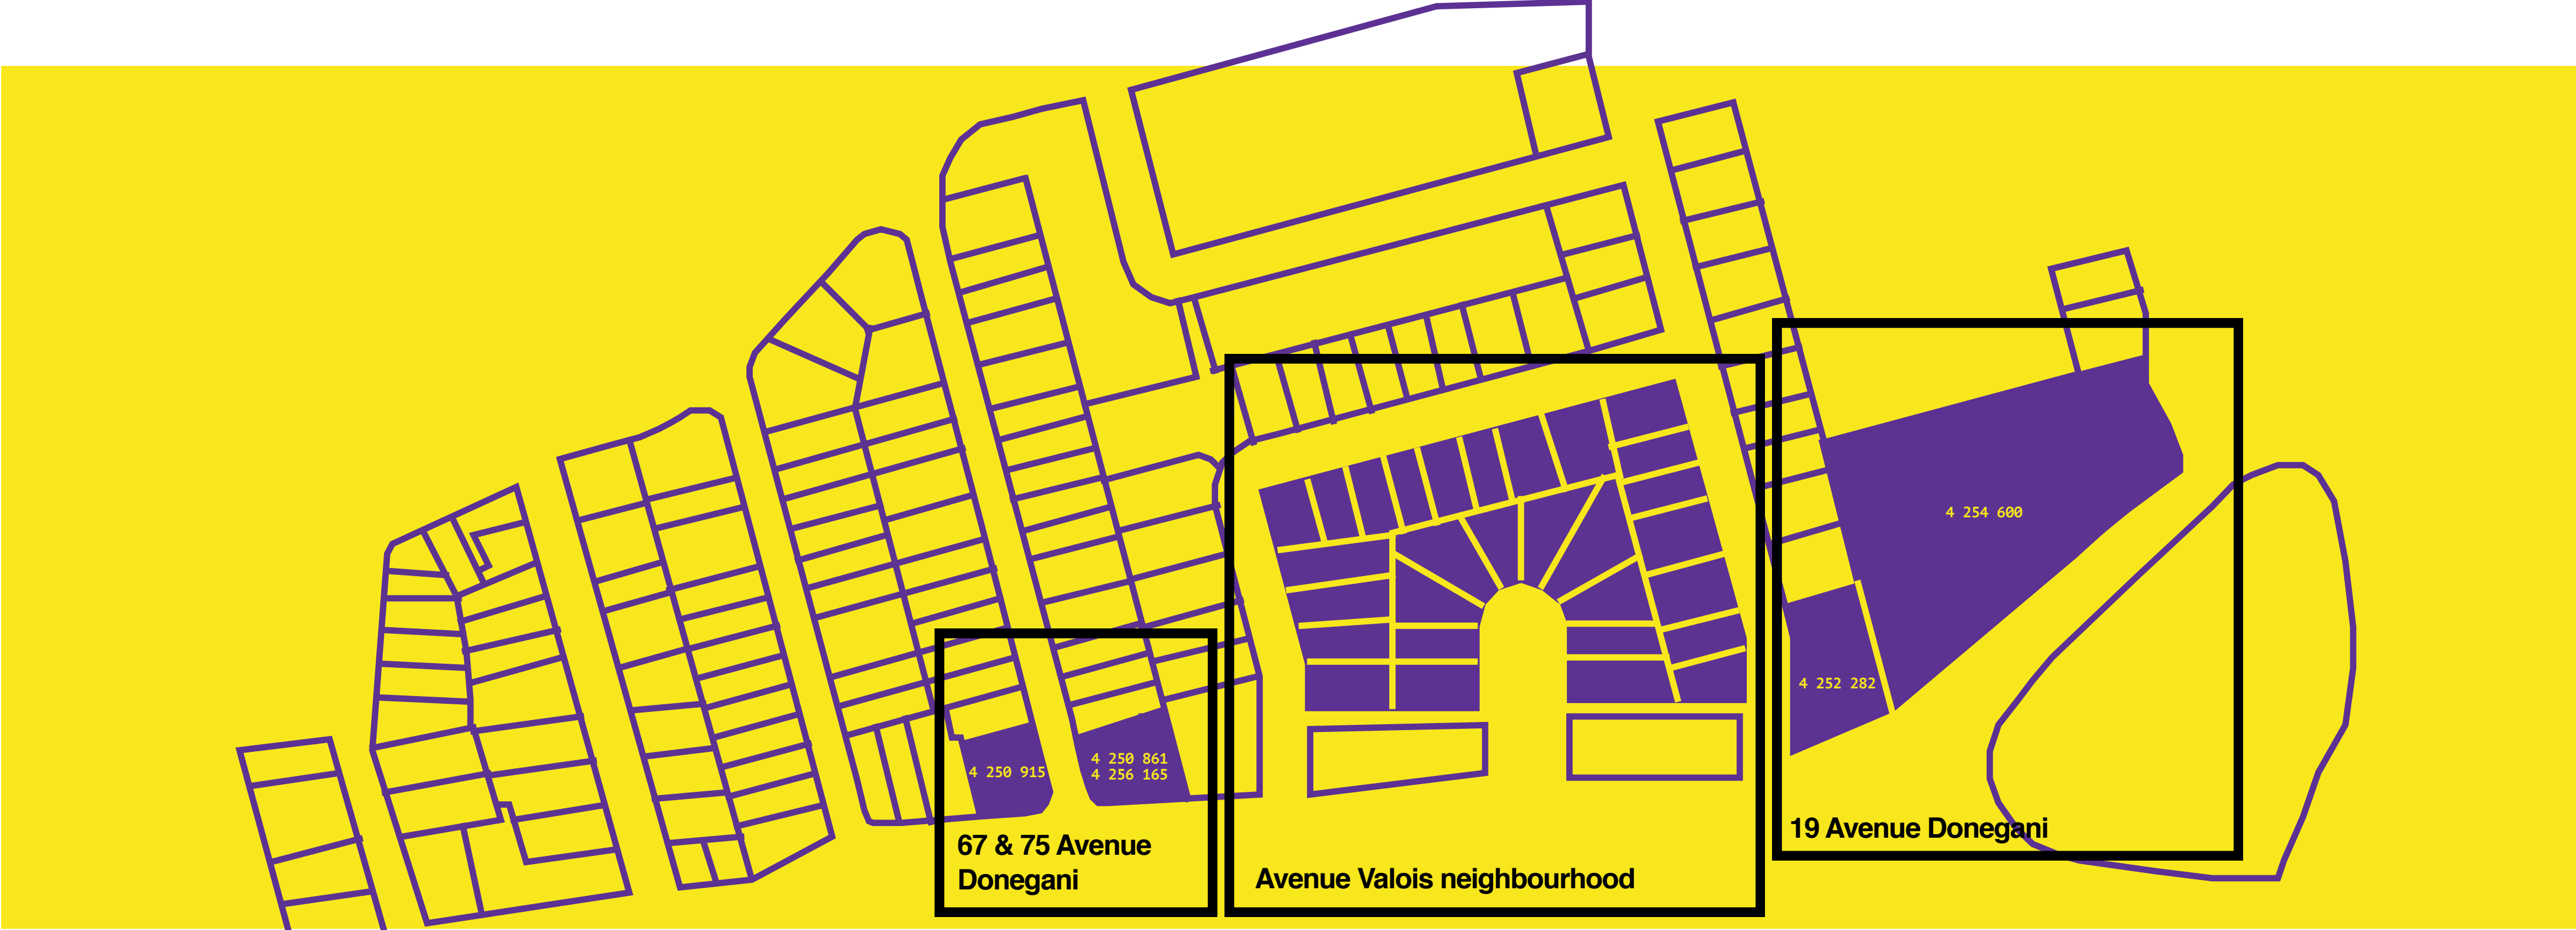 4 254 600
4 252 282
4 250 915
4 250 861
4 256 165
67 & 75 Avenue
Donegani
Avenue Valois neighbourhood
19 Avenue Donegani